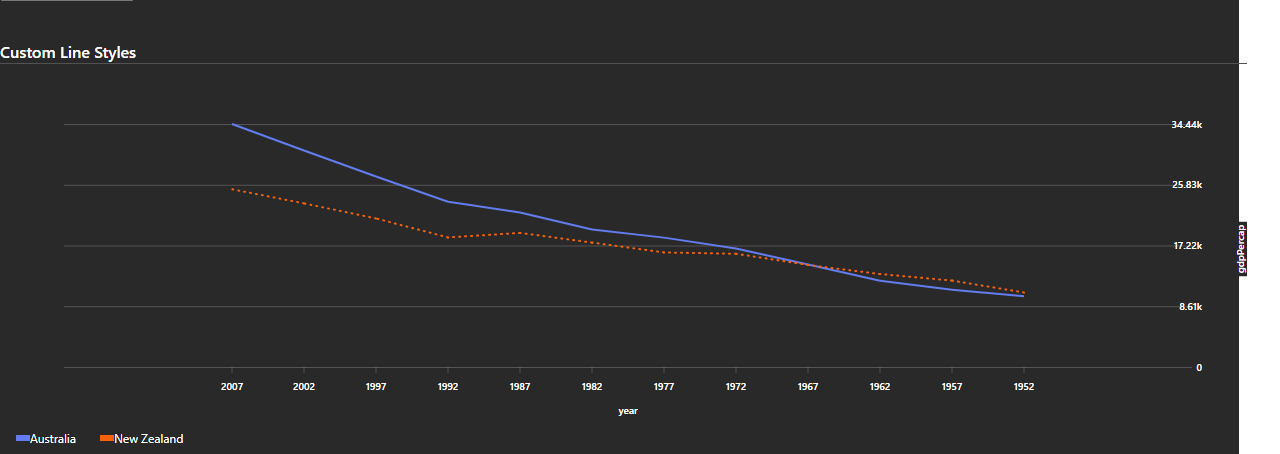 Custom Line Styles
34.44k
25.83k
17.22k
8.61k
0
gdpPercap
2007 2002 1997 1992 1987 1982 1977 1972 1967 1962 1957 1952
year
Australia New Zealand